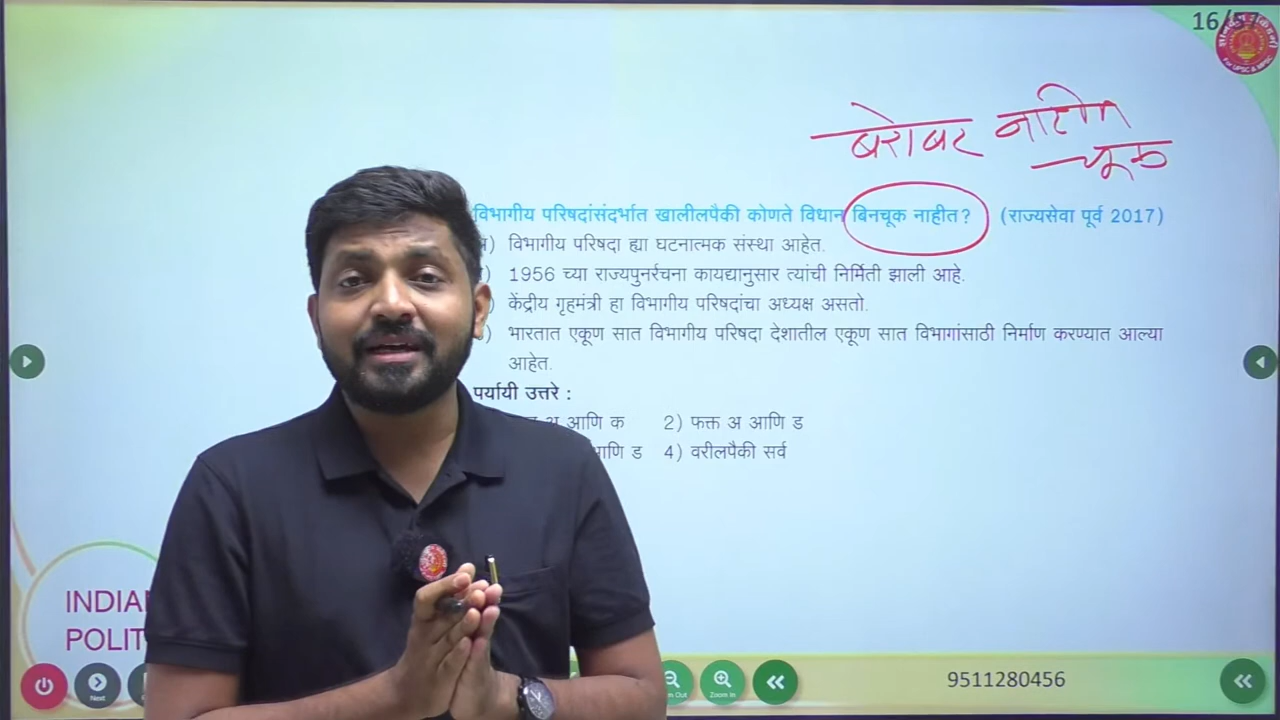 16/57
बरोबर नाही
चूक
विभागीय परिषदांसंदर्भात खालीलपैकी कोणते विधान बिनचूक नाहीत? (राज्यसेवा पूर्व 2017)
) विभागीय परिषदा ह्या घटनात्मक संस्था आहेत.
) 1956 च्या राज्यपुनर्रचना कायद्यानुसार त्यांची निर्मिती झाली आहे.
) केंद्रीय गृहमंत्री हा विभागीय परिषदांचा अध्यक्ष असतो.
) भारतात एकूण सात विभागीय परिषदा देशातील एकूण सात विभागांसाठी निर्माण करण्यात आल्या
आहेत.
पर्यायी उत्तरे :
अ आणि क 2) फक्त अ आणि ड
आणि ड 4) वरीलपैकी सर्व
INDIA
POLIT
Next Zoom In 9511280456